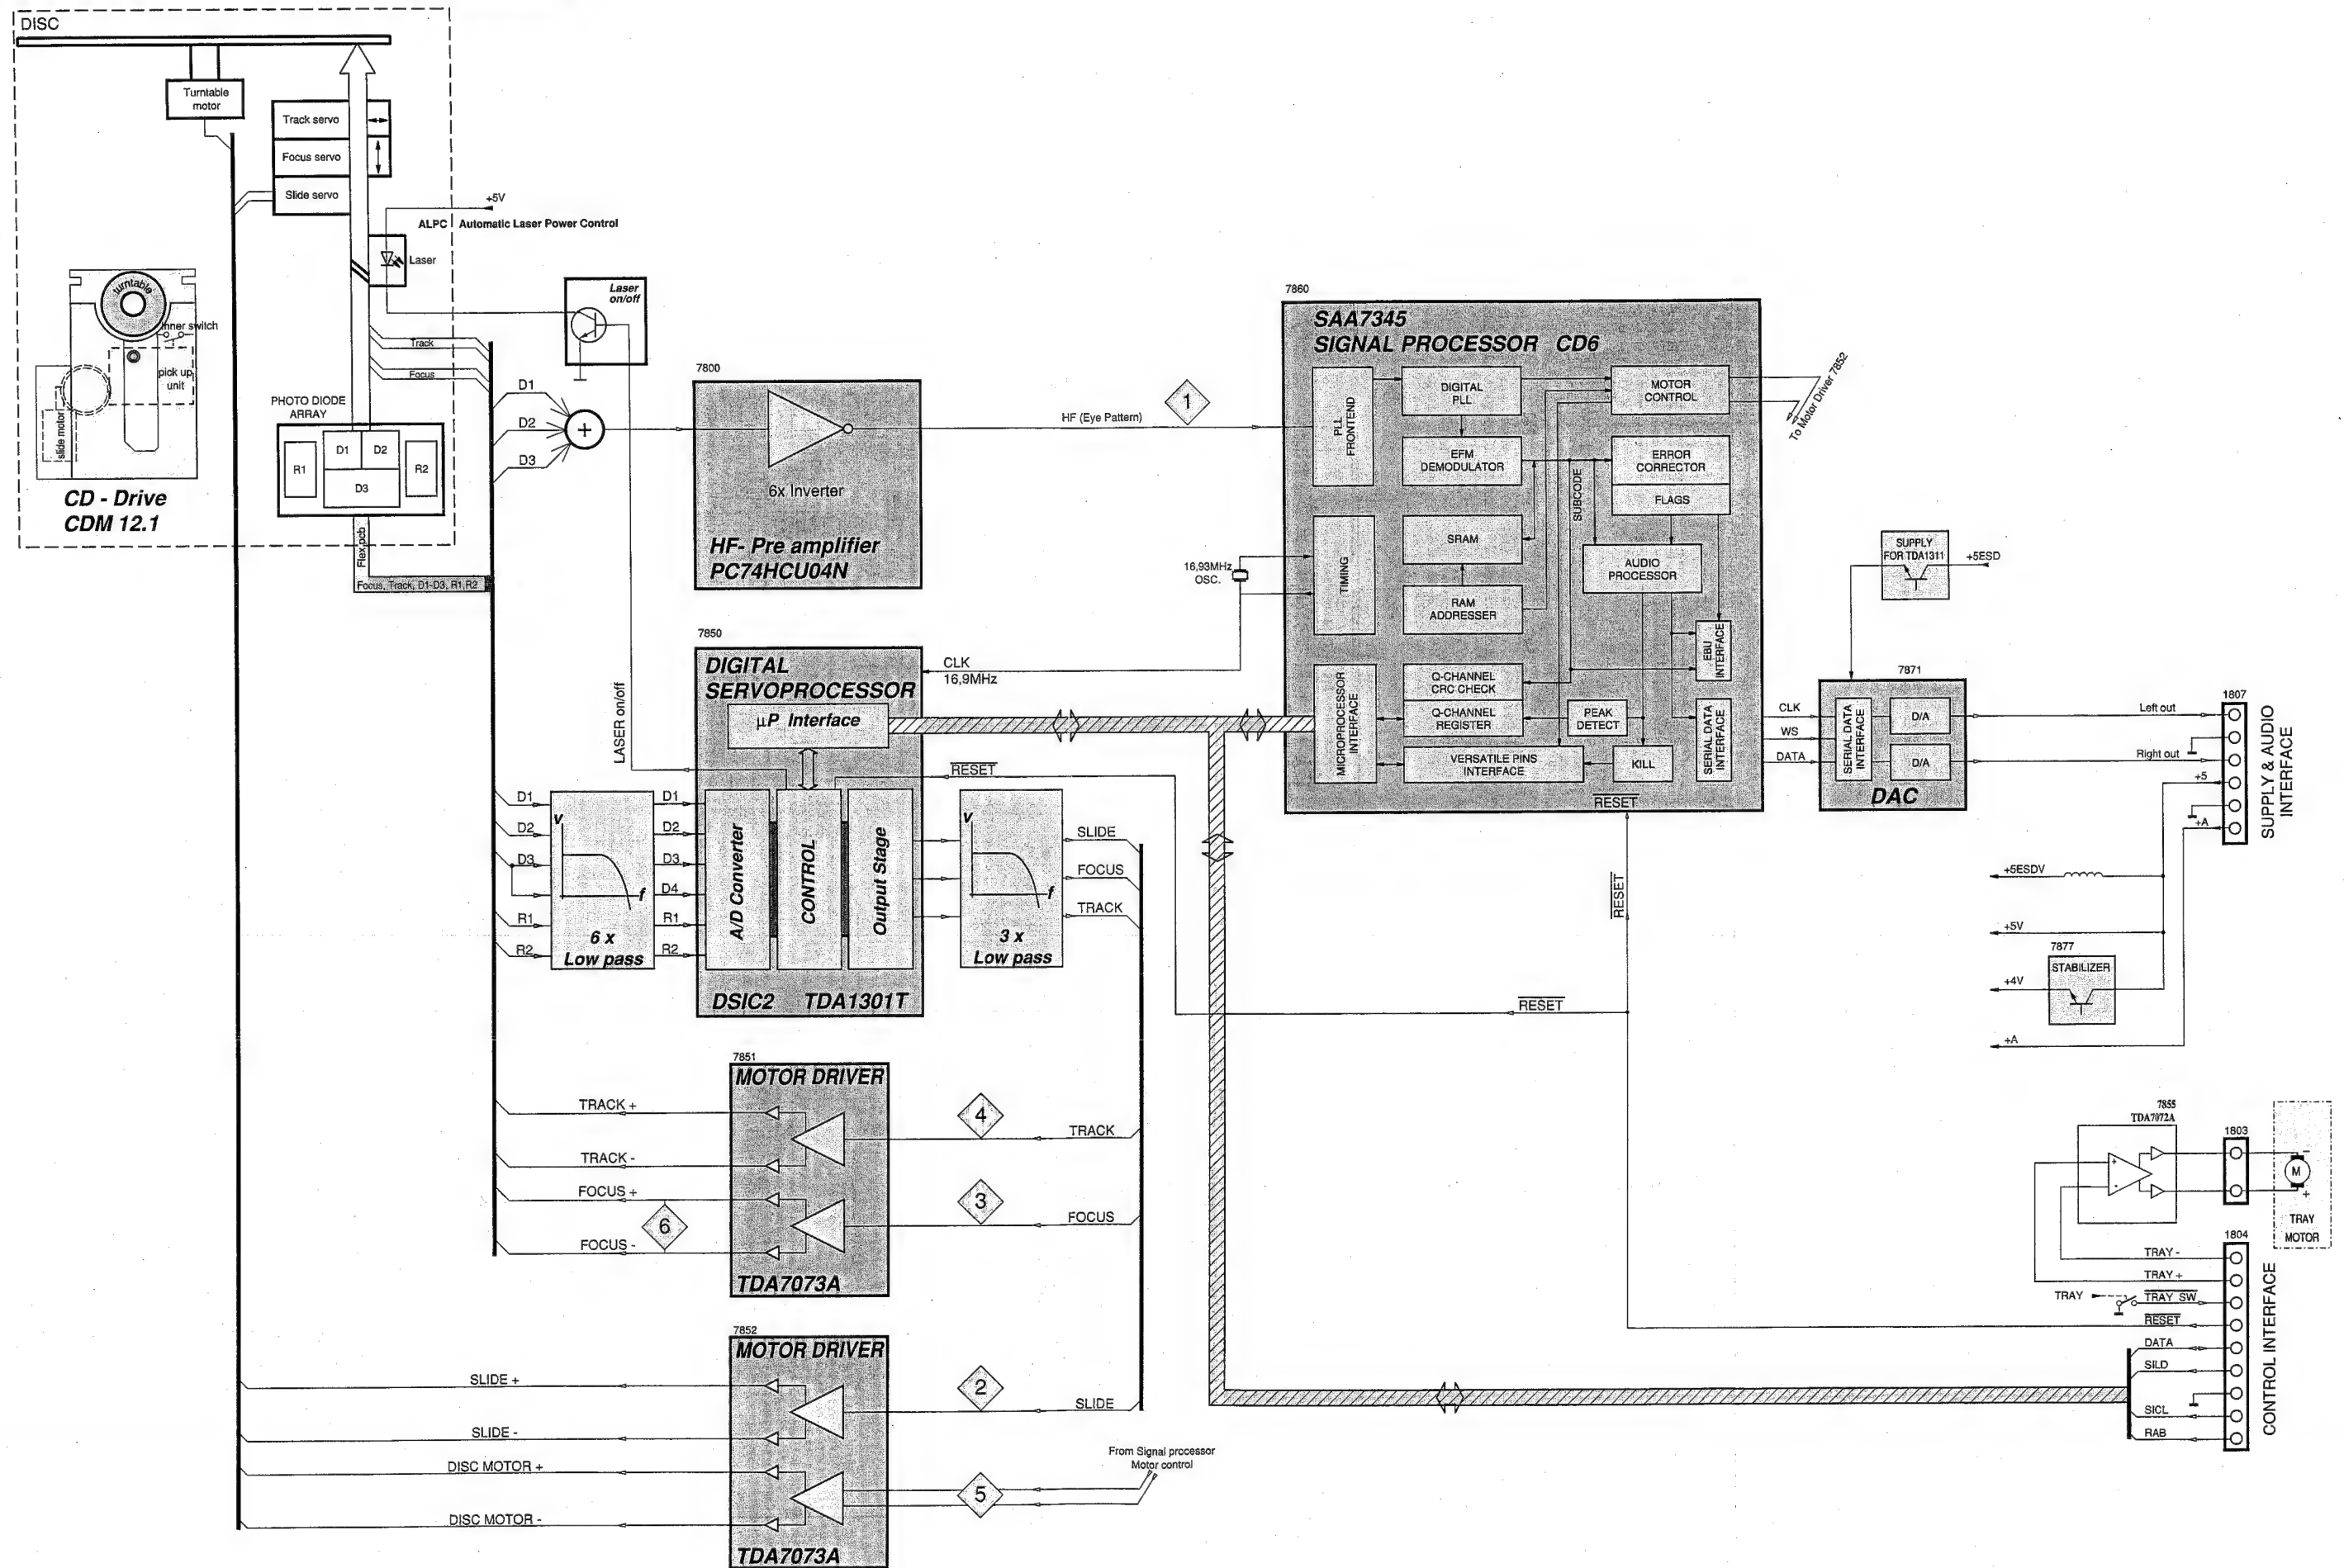 DISC
Turntable
motor
Track servo
Focus servo
Slide servo
+5V
ALPC Automatic Laser Power Control
Laser
Laser
on/off
turntable
inner switch
pick up
unit
slide motor
CD - Drive
CDM 12.1
PHOTO DIODE
ARRAY
R1
D1
D2
R2
D3
Flex pcb
Focus, Track, D1-D3, R1,R2
Track
Focus
D1
D2
D3
+
LASER on/off
7800
6x Inverter
HF- Pre amplifier
PC74HCU04N
HF (Eye Pattern)
1
7860
SAA7345
SIGNAL PROCESSOR CD6
PLL
FRONTEND
DIGITAL
PLL
MOTOR
CONTROL
To Motor Driver 7852
EFM
DEMODULATOR
SUBCODE
ERROR
CORRECTOR
FLAGS
TIMING
SRAM
AUDIO
PROCESSOR
RAM
ADDRESSER
EBU
INTERFACE
MICROPROCESSOR
INTERFACE
Q-CHANNEL
CRC CHECK
Q-CHANNEL
REGISTER
PEAK
DETECT
SERIAL DATA
INTERFACE
VERSATILE PINS
INTERFACE
KILL
RESET
16,93MHz
OSC.
CLK
16,9MHz
7850
DIGITAL
SERVOPROCESSOR
µP Interface
RESET
A/D Converter
CONTROL
Output Stage
DSIC2 TDA1301T
D1
D2
D3
R1
R2
V
f
6 x
Low pass
D1
D2
D3
D4
R1
R2
V
f
3 x
Low pass
SLIDE
FOCUS
TRACK
SUPPLY
FOR TDA1311
+5ESD
CLK
WS
DATA
7871
SERIAL DATA
INTERFACE
D/A
D/A
DAC
1807
Left out
Right out
+5
+A
SUPPLY & AUDIO
INTERFACE
+5ESDV
+5V
7877
STABILIZER
+4V
+A
RESET
RESET
7851
MOTOR DRIVER
TRACK +
TRACK -
FOCUS +
FOCUS -
6
4
TRACK
3
FOCUS
TDA7073A
7852
MOTOR DRIVER
SLIDE +
SLIDE -
DISC MOTOR +
DISC MOTOR -
2
SLIDE
From Signal processor
Motor control
5
TDA7073A
7855
TDA7072A
+
-
1803
-
M
+
TRAY
MOTOR
1804
TRAY -
TRAY +
TRAY
TRAY SW
RESET
DATA
SILD
SICL
RAB
CONTROL INTERFACE